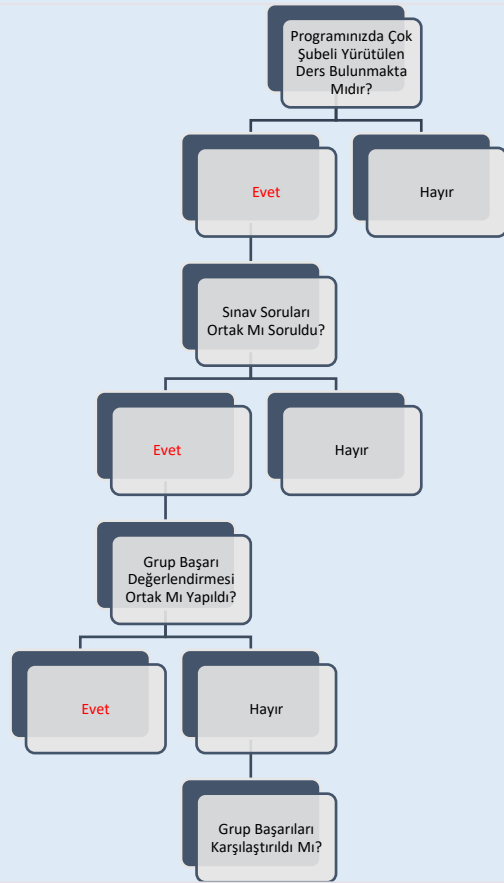 Programınızda Çok
Şubeli Yürütülen
Ders Bulunmakta
Mıdır?
Evet
Hayır
Sınav Soruları
Ortak Mı Soruldu?
Evet
Hayır
Grup Başarı
Değerlendirmesi
Ortak Mı Yapıldı?
Evet
Hayır
Grup Başarıları
Karşılaştırıldı Mı?